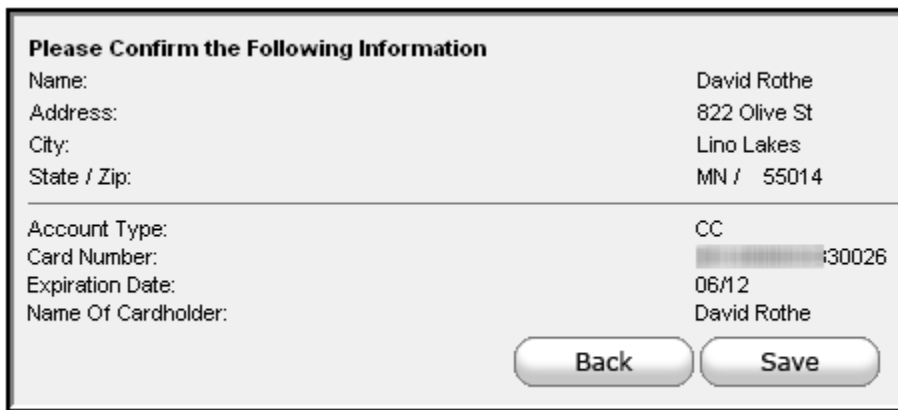 Please Confirm the Following Information
Name: David Rothe
Address: 822 Olive St
City: Lino Lakes
State / Zip: MN / 55014
Account Type: CC
Card Number: 30026
Expiration Date: 06/12
Name Of Cardholder: David Rothe
Back Save